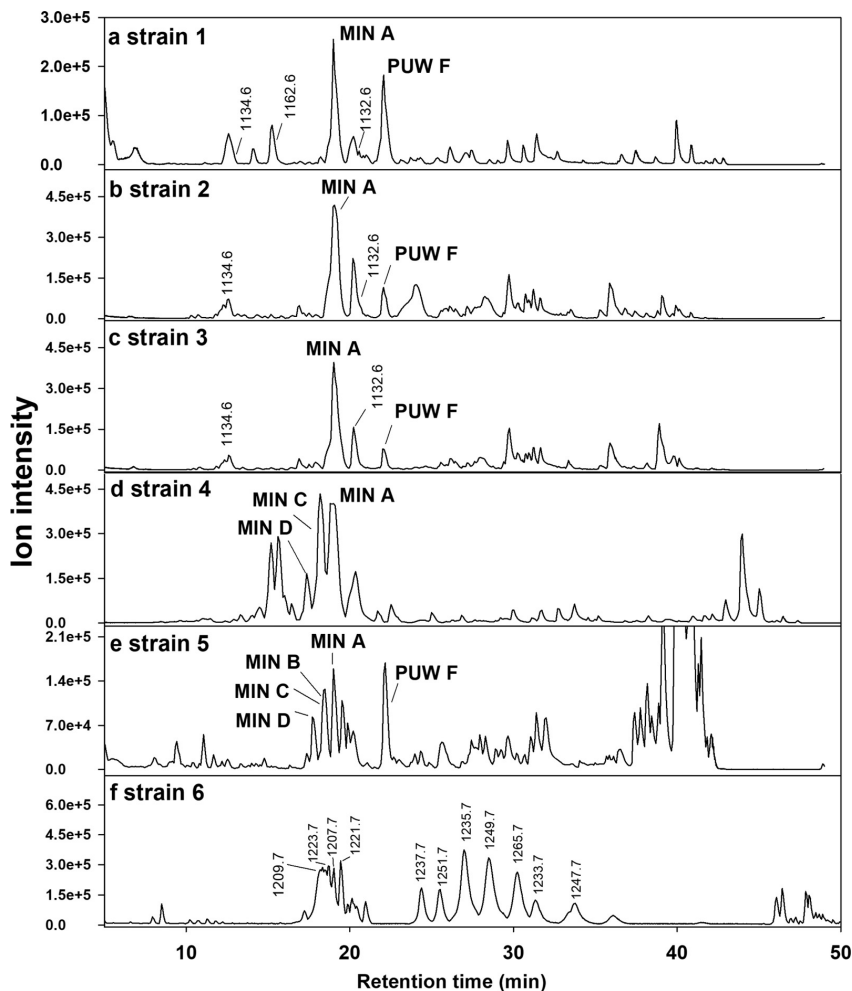 Ion intensity
3.0e+5
2.0e+5
1.0e+5
0.0
a strain 1
1134.6
1162.6
MIN A
1132.6
PUW F
4.5e+5
3.0e+5
1.5e+5
0.0
b strain 2
1134.6
MIN A
1132.6
PUW F
4.5e+5
3.0e+5
1.5e+5
0.0
c strain 3
1134.6
MIN A
1132.6
PUW F
4.5e+5
3.0e+5
1.5e+5
0.0
d strain 4
MIN C
MIN A
MIN D
2.1e+5
1.4e+5
7.0e+4
0.0
e strain 5
MIN A
MIN B
PUW F
MIN C
MIN D
6.0e+5
4.5e+5
3.0e+5
1.5e+5
0.0
f strain 6
1209.7
1223.7
1207.7
1221.7
1237.7
1251.7
1235.7
1249.7
1265.7
1233.7
1247.7
10 20 30 40 50
Retention time (min)